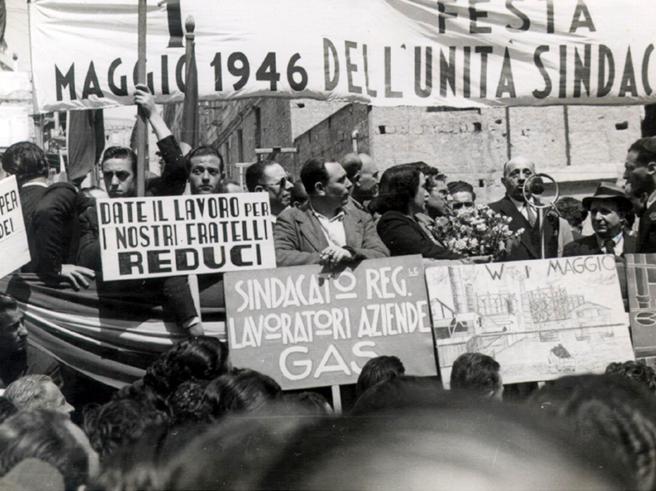 1
FESTA
MAGGIO 1946 DELL'UNITÀ SINDAC
PER
DEI
DATE IL LAVORO PER
I NOSTRI FRATELLI
REDUCI
SINDACATO REG.LE
LAVORATORI AZIENDE
GAS
W I MAGGIO